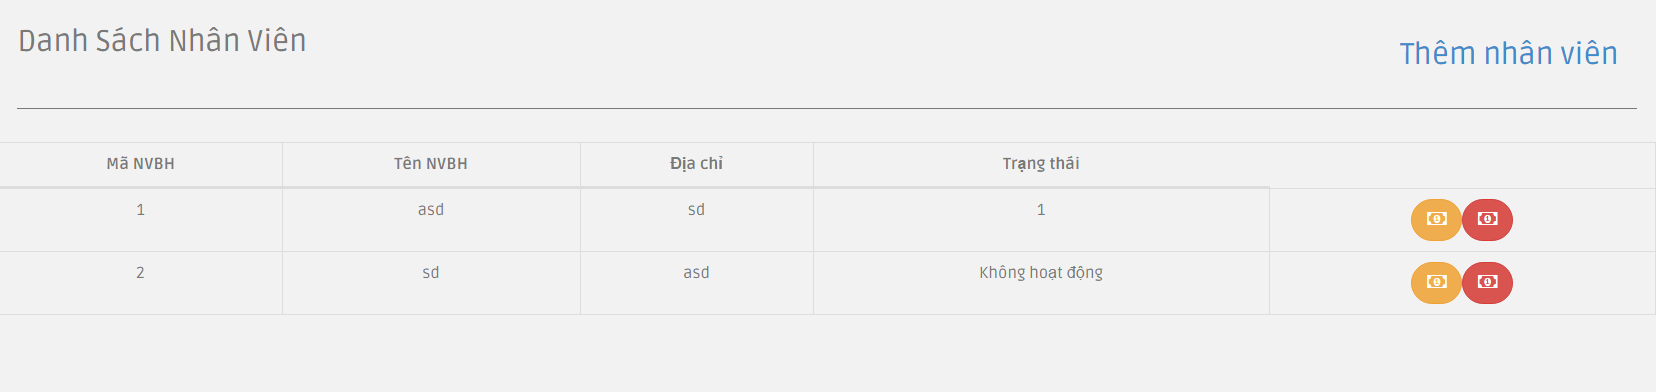 Danh Sách Nhân Viên
Thêm nhân viên
Mã NVBH Tên NVBH Địa chỉ Trạng thái
1 asd sd 1
2 sd asd Không hoạt động